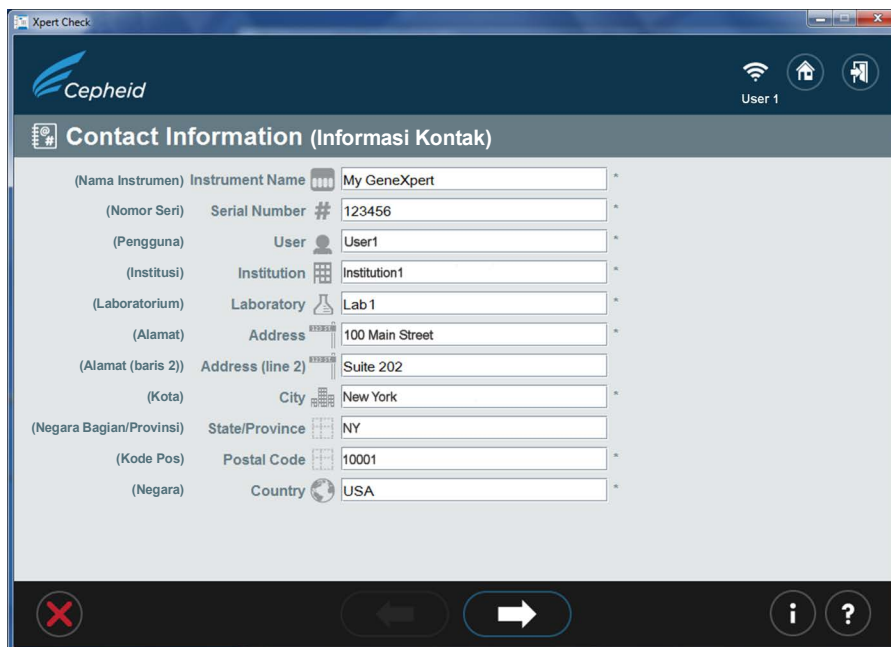 Xpert Check
Cepheid
User 1
Contact Information (Informasi Kontak)
(Nama Instrumen) Instrument Name My GeneXpert *
(Nomor Seri) Serial Number # 123456 *
(Pengguna) User User1 *
(Institusi) Institution Institution1 *
(Laboratorium) Laboratory Lab1 *
(Alamat) Address 100 Main Street *
(Alamat (baris 2)) Address (line 2) Suite 202
(Kota) City New York *
(Negara Bagian/Provinsi) State/Province NY
(Kode Pos) Postal Code 10001 *
(Negara) Country USA *
i ?